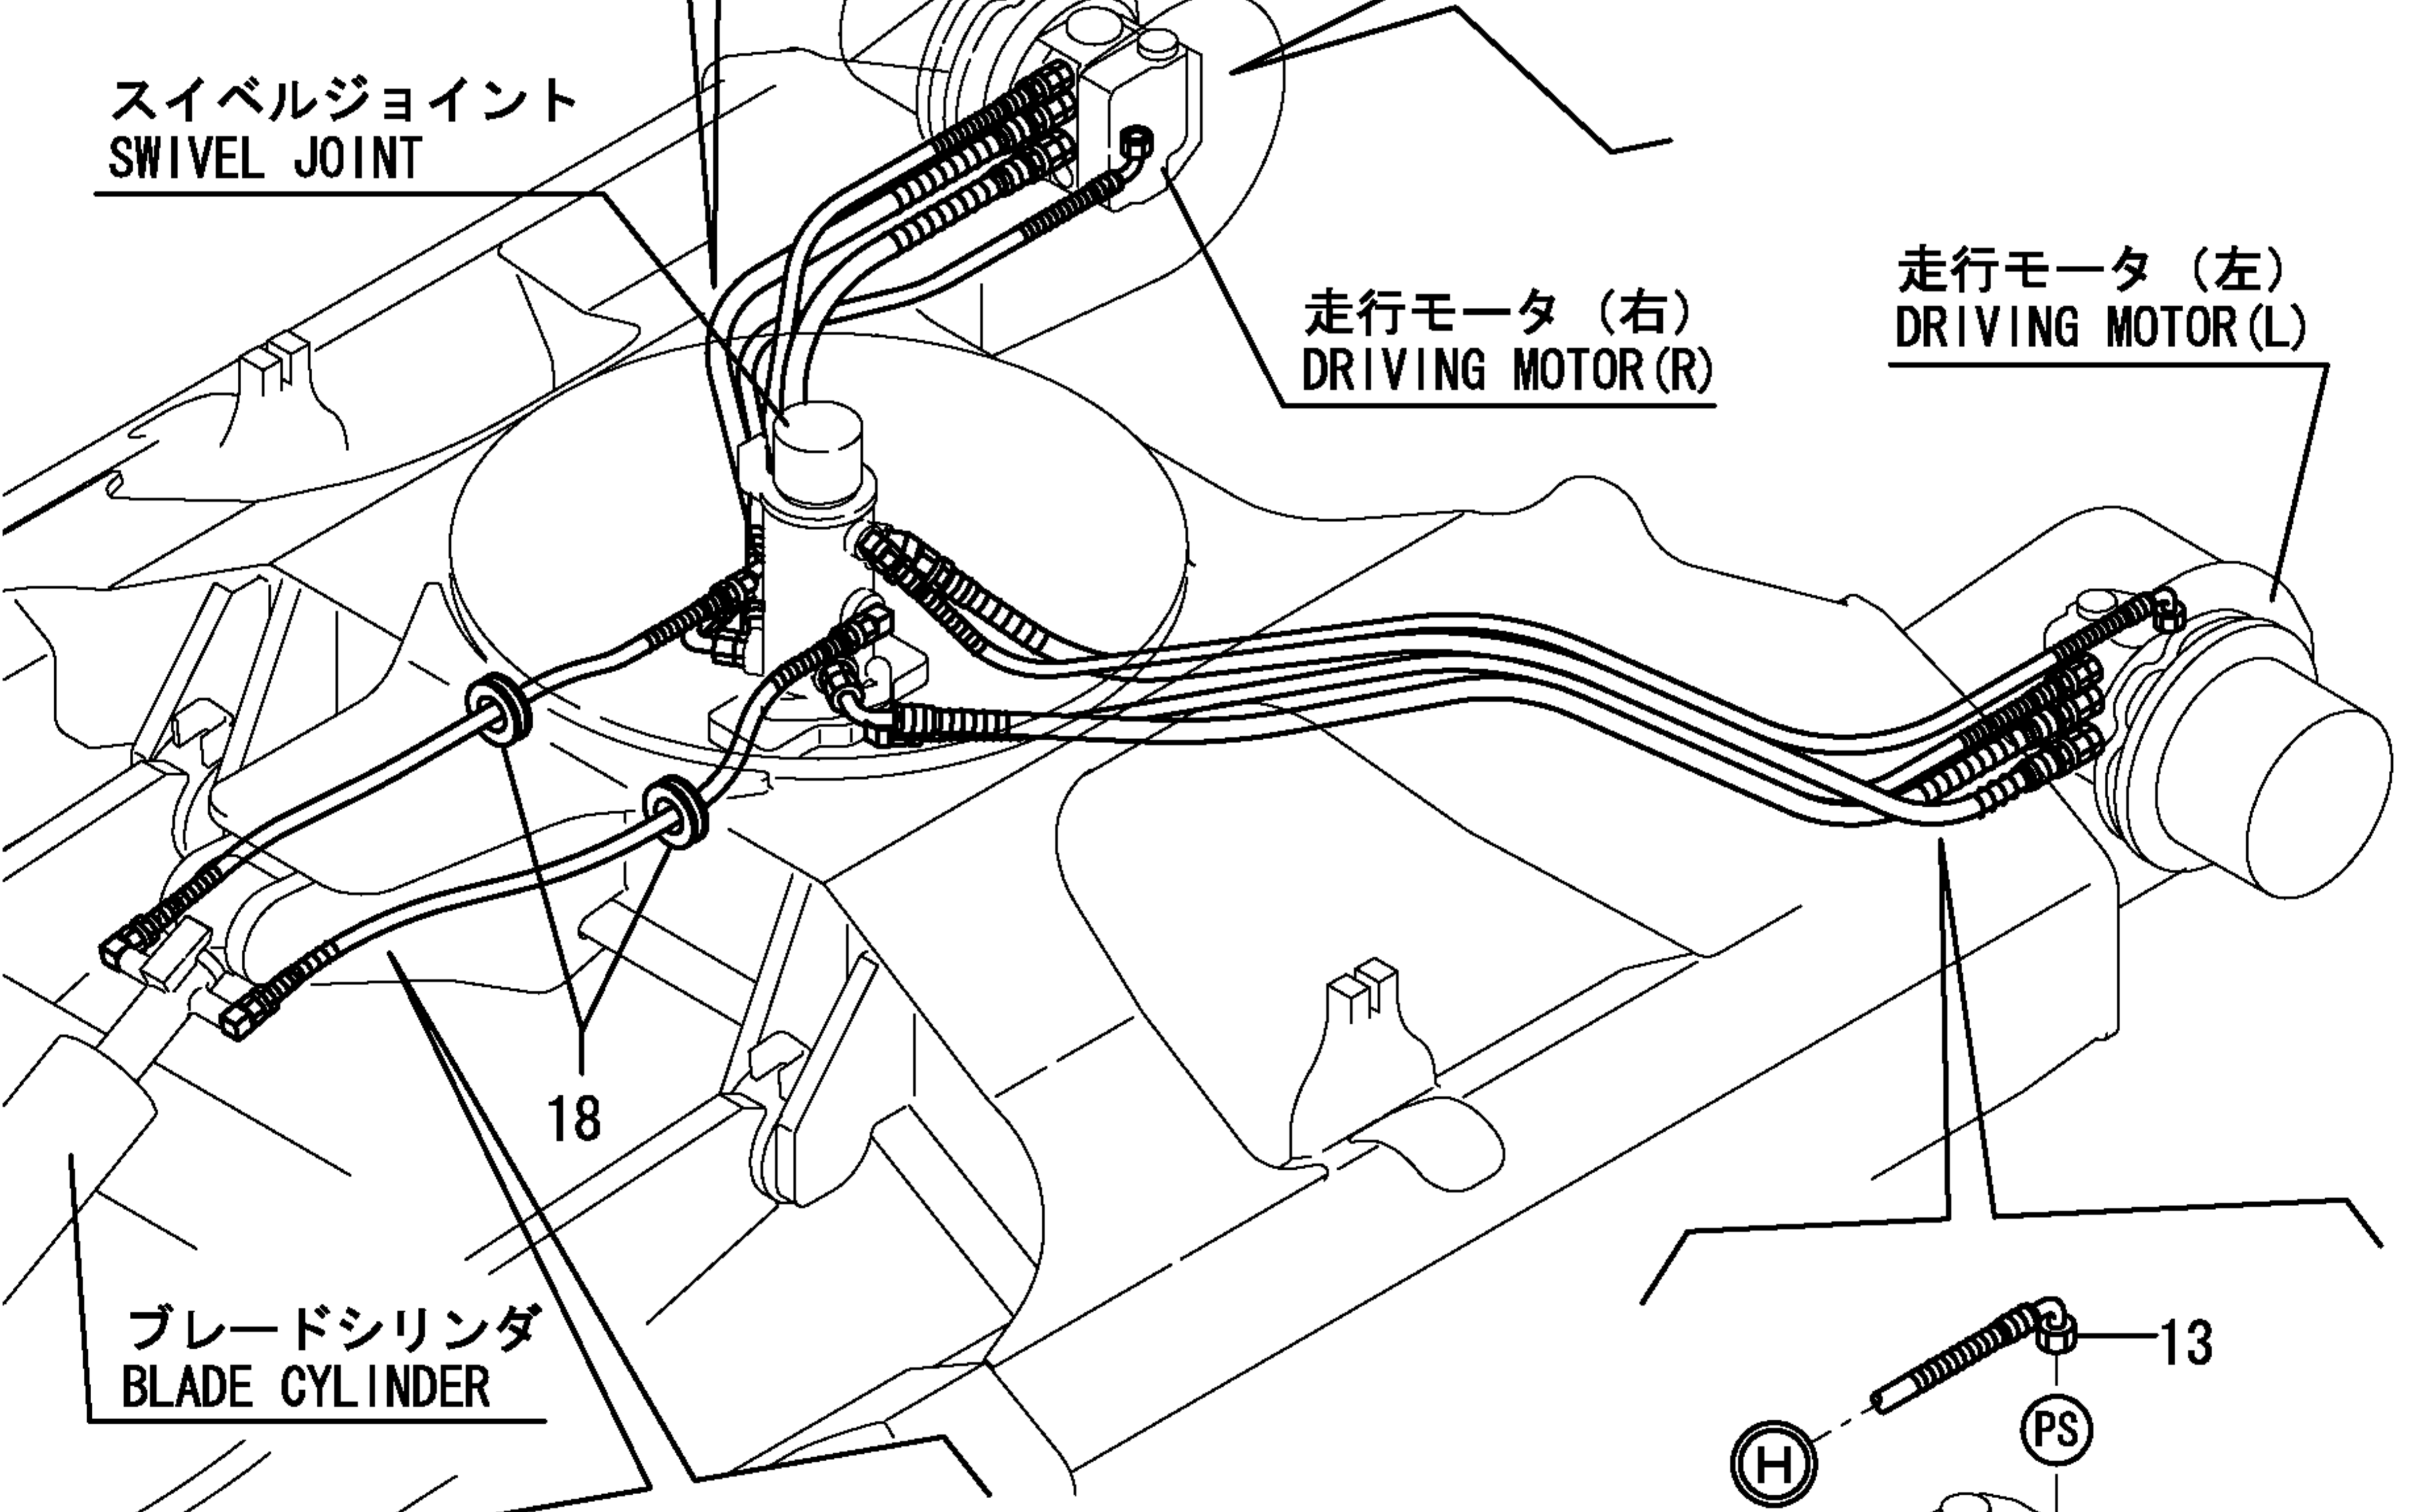 スイベルジョイント
SWIVEL JOINT
走行モータ（右）
DRIVING MOTOR(R)
走行モータ（左）
DRIVING MOTOR(L)
18
ブレードシリンダ
BLADE CYLINDER
13
PS
H